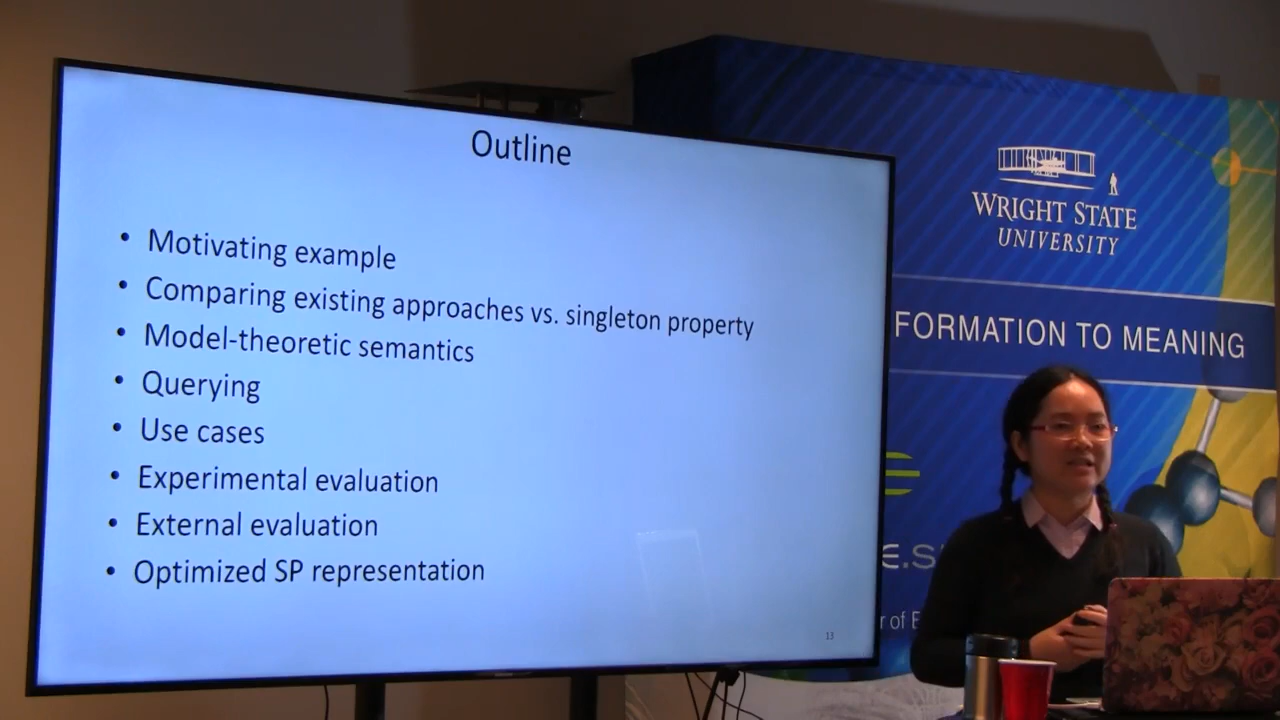 Outline
• Motivating example
• Comparing existing approaches vs. singleton property
• Model-theoretic semantics
• Querying
• Use cases
• Experimental evaluation
• External evaluation
• Optimized SP representation
13
WRIGHT STATE
UNIVERSITY
FORMATION TO MEANING